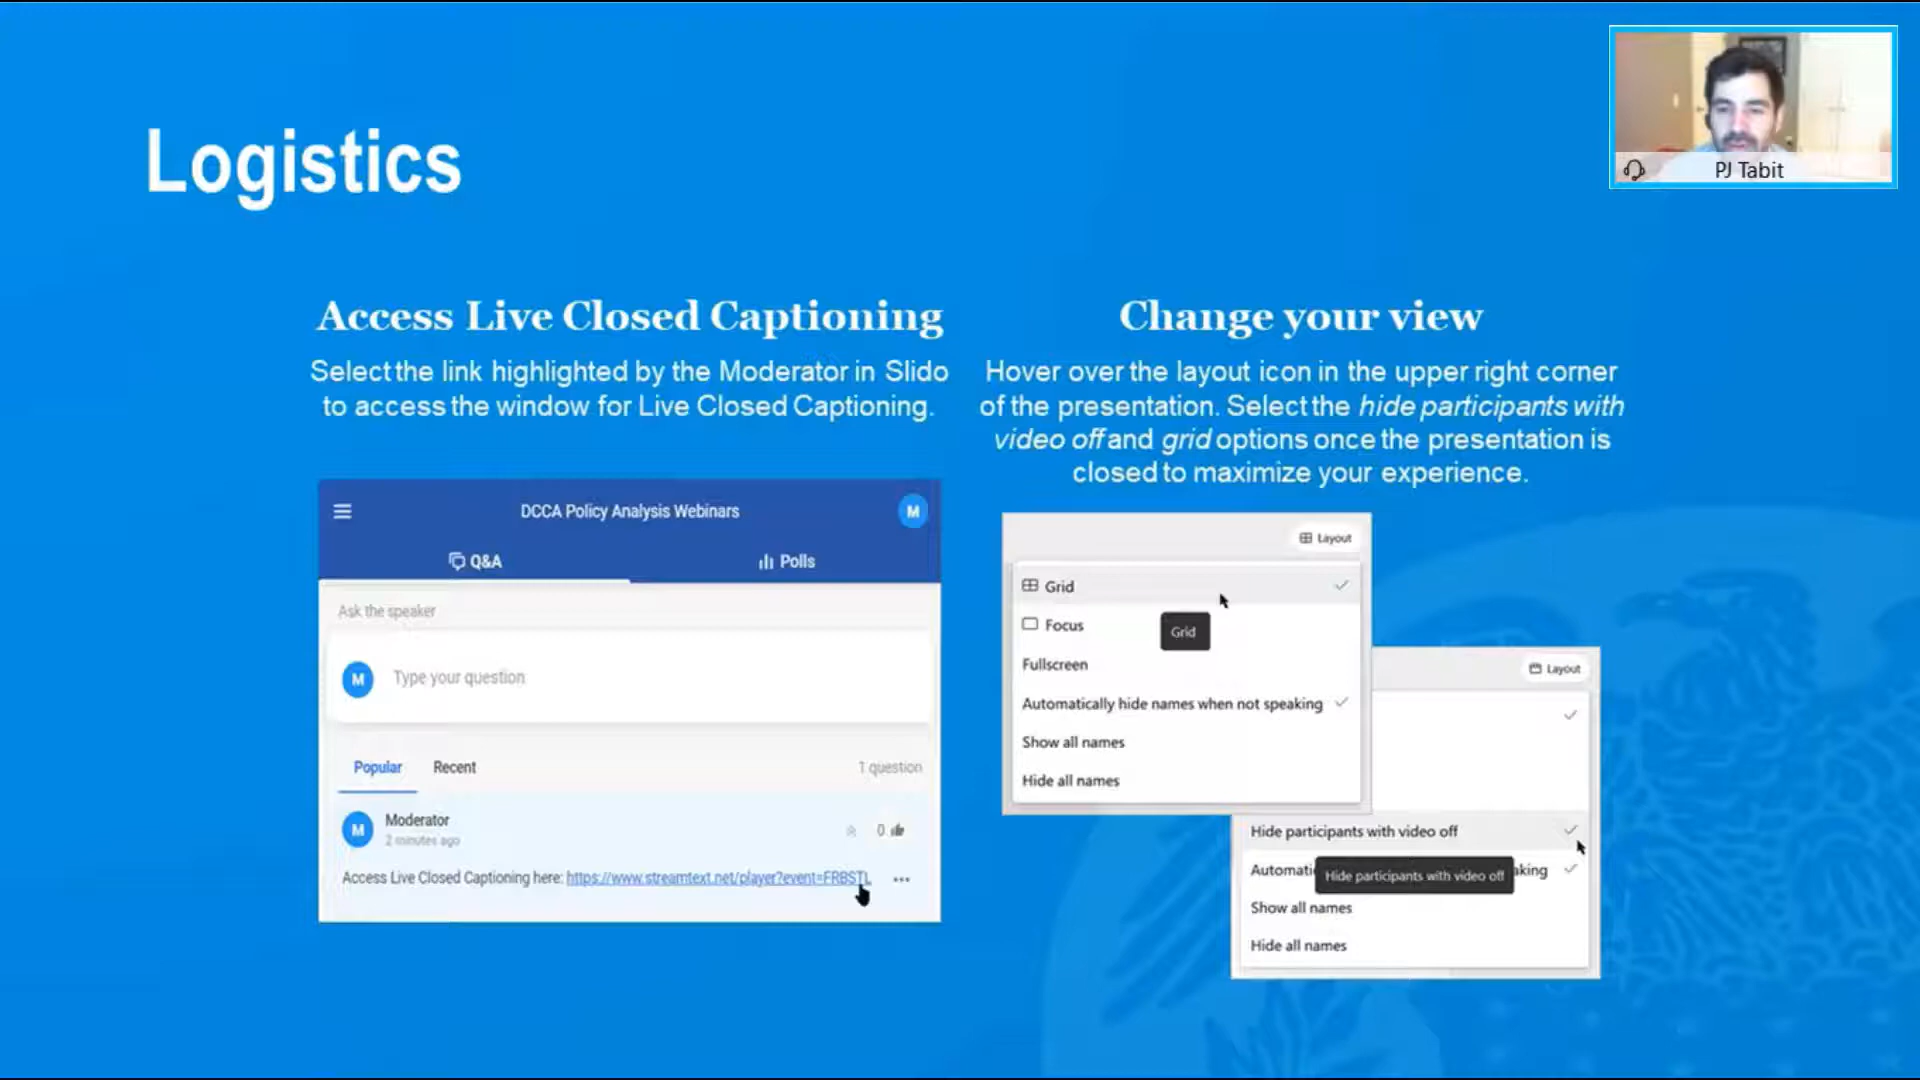 PJ Tabit
Logistics
Access Live Closed Captioning
Select the link highlighted by the Moderator in Slido
to access the window for Live Closed Captioning.
DCCA Policy Analysis Webinars
M
Q&A
Polls
Ask the speaker
M
Type your question
Popular
Recent
1 question
M
Moderator
2 minutes ago
0
Access Live Closed Captioning here: https://www.streamtext.net/player?event=FRBSTL
Change your view
Hover over the layout icon in the upper right corner
of the presentation. Select the hide participants with
video off and grid options once the presentation is
closed to maximize your experience.
Layout
Grid
Focus
Grid
Fullscreen
Automatically hide names when not speaking
Show all names
Hide all names
Layout
Hide participants with video off
Automati
Hide participants with video off
aking
Show all names
Hide all names